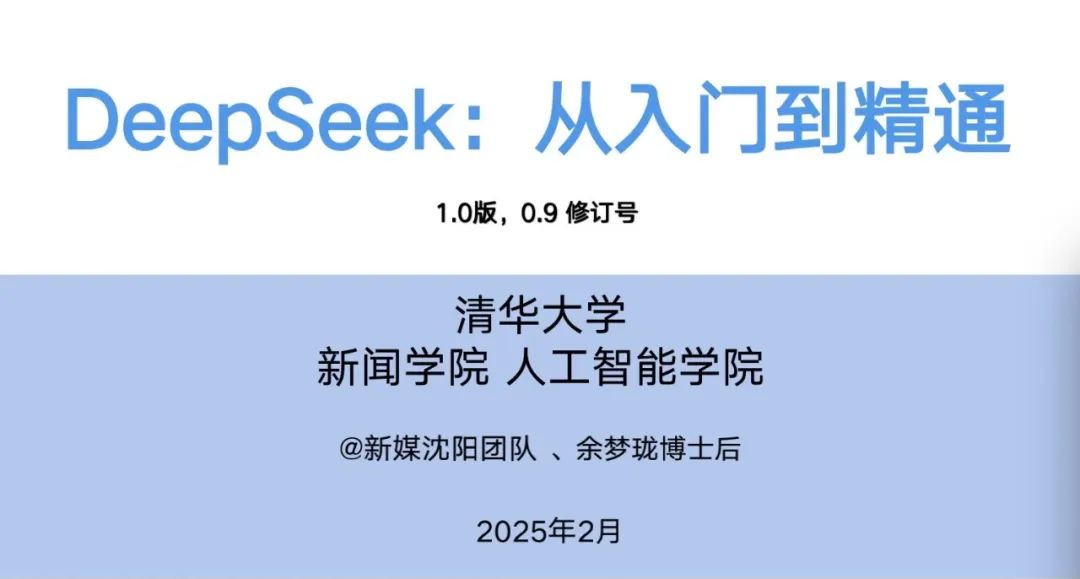 DeepSeek：从入门到精通
1.0版，0.9 修订号
清华大学
新闻学院 人工智能学院
@新媒沈阳团队 、余梦珑博士后
2025年2月